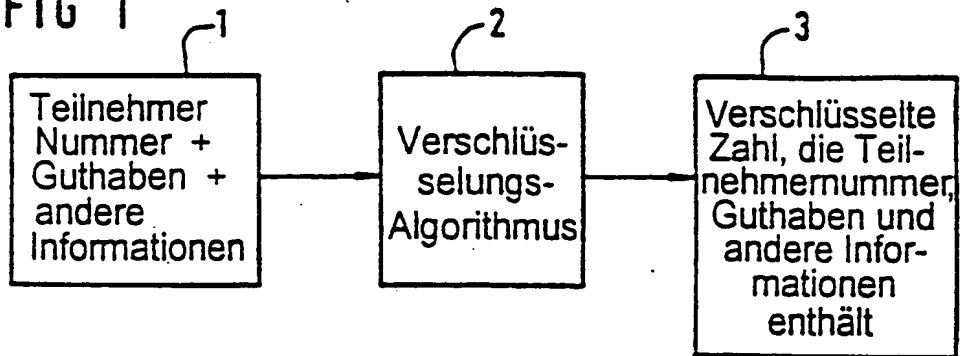 FIG 1
1
Teilnehmer
Nummer +
Guthaben +
andere
Informationen
2
Verschlüs-
selungs-
Algorithmus
3
Verschlüsselte
Zahl, die Teil-
nehmernummer,
Guthaben und
andere Infor-
mationen
enthält